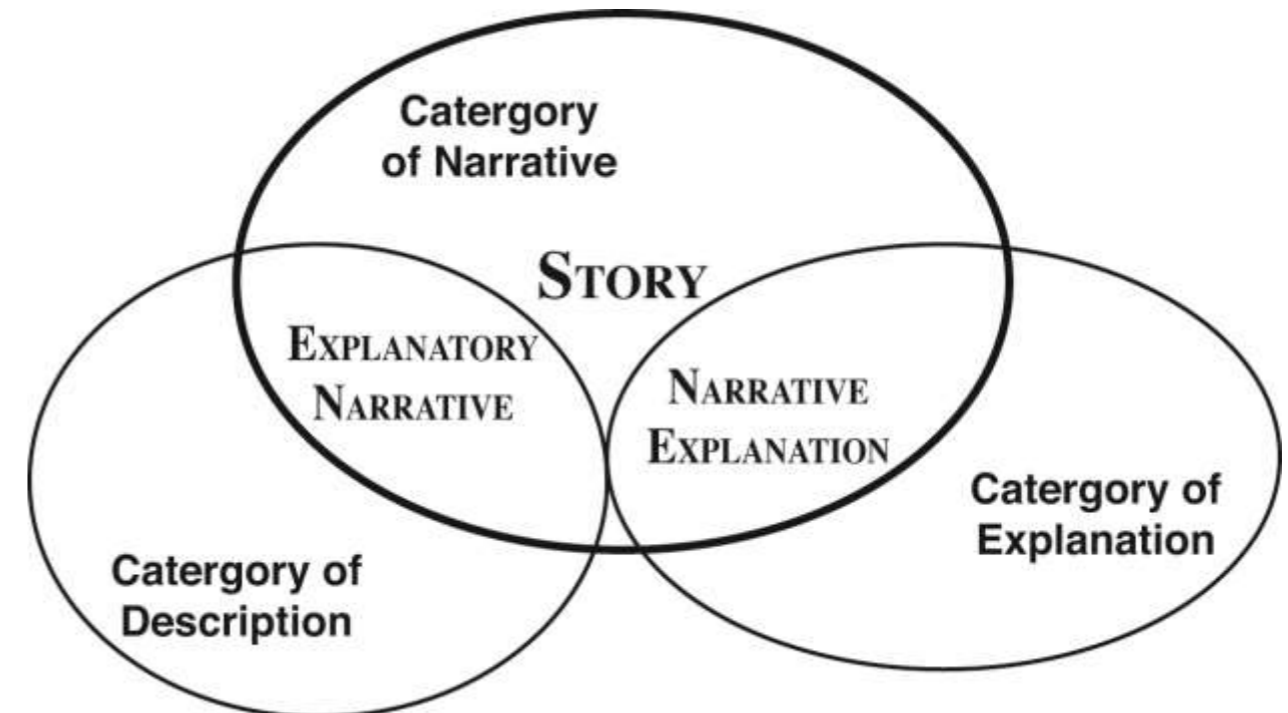 Catergory
of Narrative
STORY
EXPLANATORY
NARRATIVE
NARRATIVE
EXPLANATION
Catergory of
Explanation
Catergory of
Description